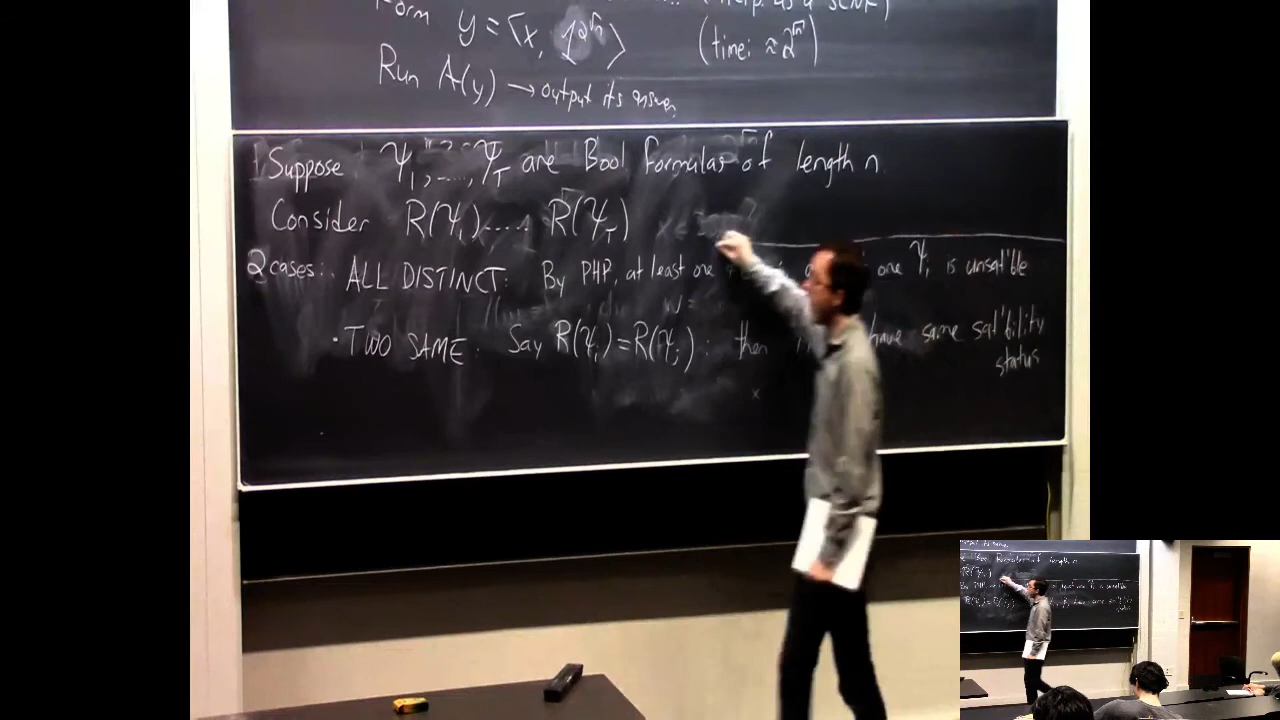 Form y = ⟨x, 1^{2^{√n}}⟩ (time: ≈2^{√n})
Run A(y) → output its answer
Suppose Ψ₁, ..., Ψ_T are Bool formulas of length n.
Consider R(Ψ₁), .... R(Ψ_T)
2 cases: · ALL DISTINCT: By PHP, at least one one Ψᵢ is unsat'ble
· TWO SAME: Say R(Ψᵢ) = R(Ψⱼ): then have same sat'bility
status